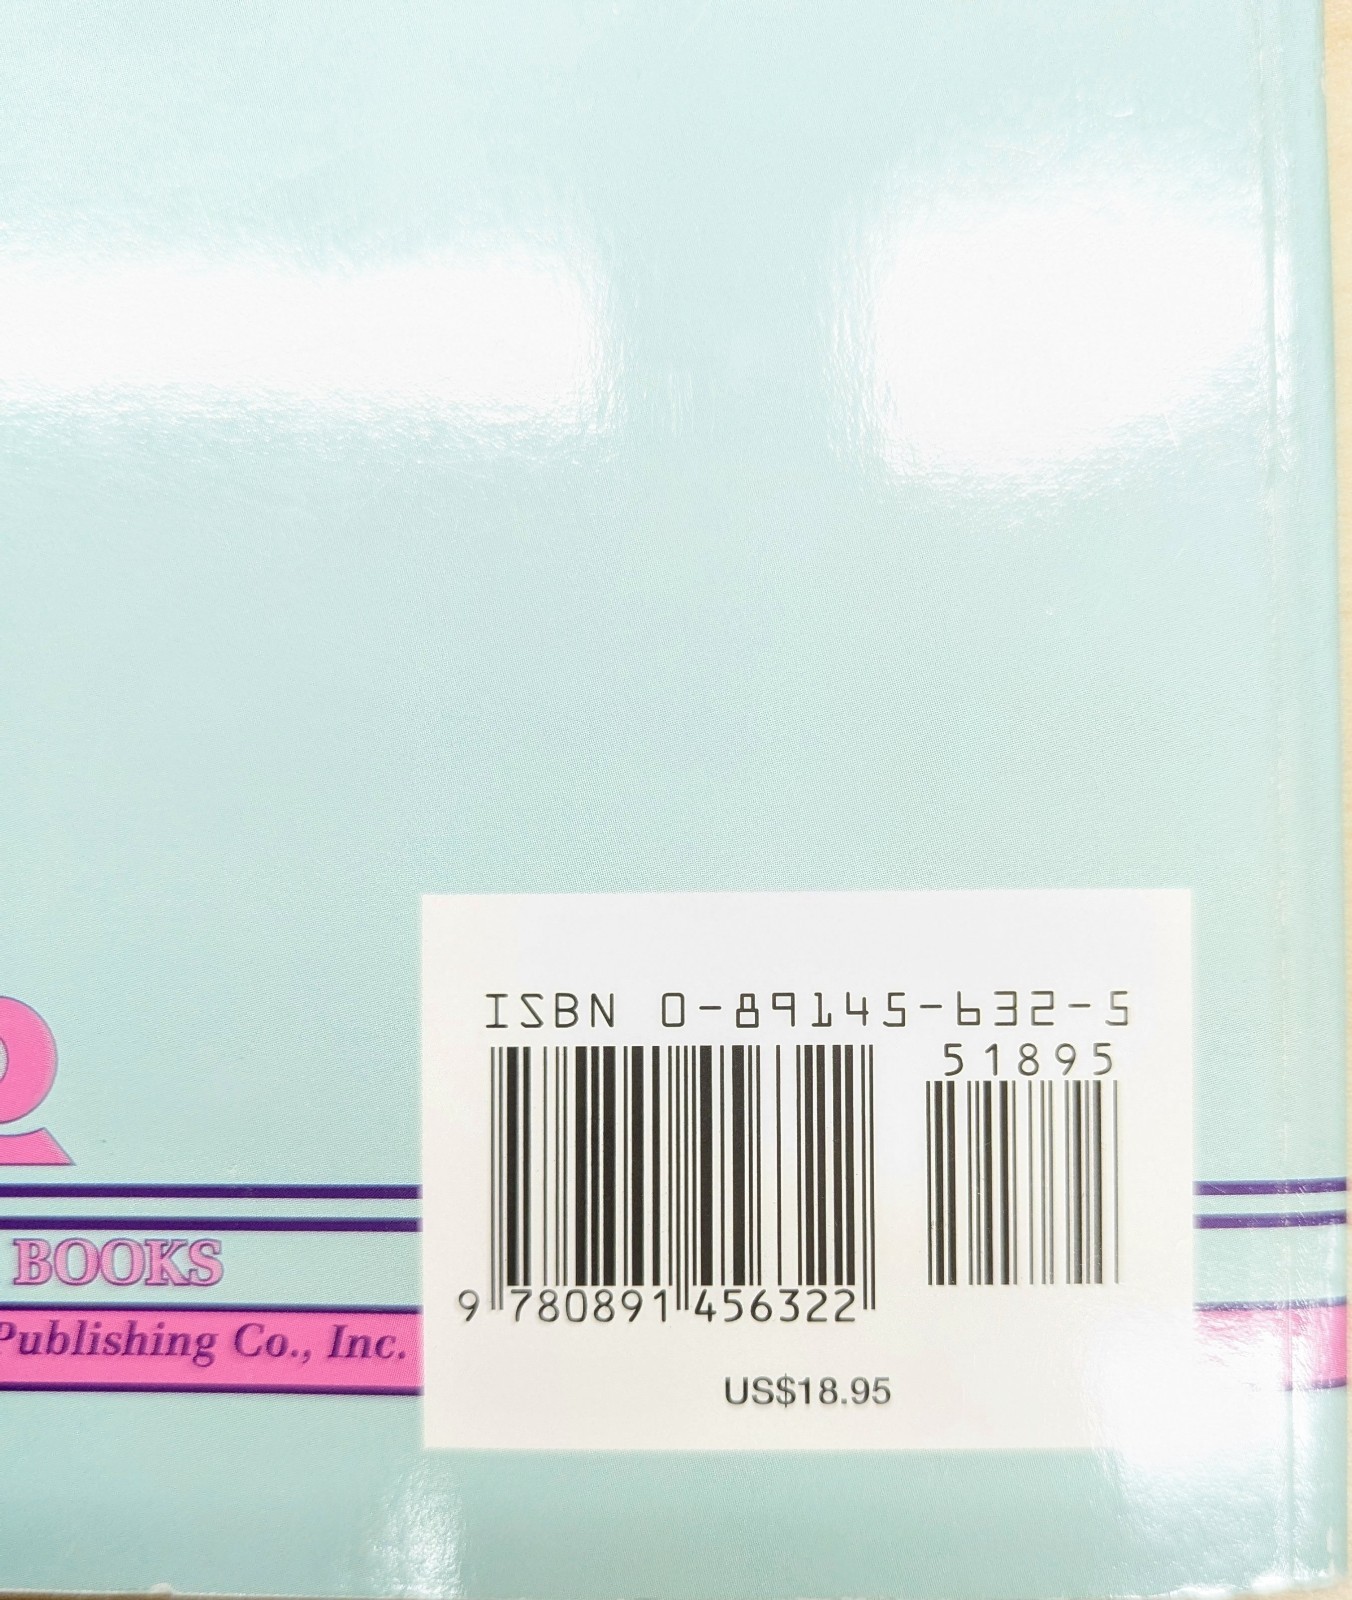 ISBN 0-89145-632-5
51895
9 780891 456322
US$18.95
BOOKS
Publishing Co., Inc.